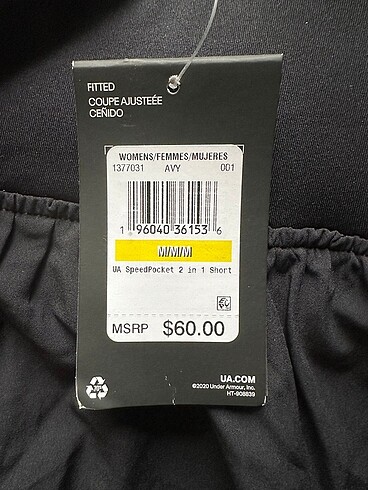 FITTED
COUPE AJUSTEÉE
CEÑIDO
WOMENS/FEMMES/MUJERES
1377031 AVY 001
1 96040 36153 6
M/M/M
UA SpeedPocket 2 in 1 Short
MSRP $60.00
UA.COM
©2020 Under Armour, Inc.
HT-908839